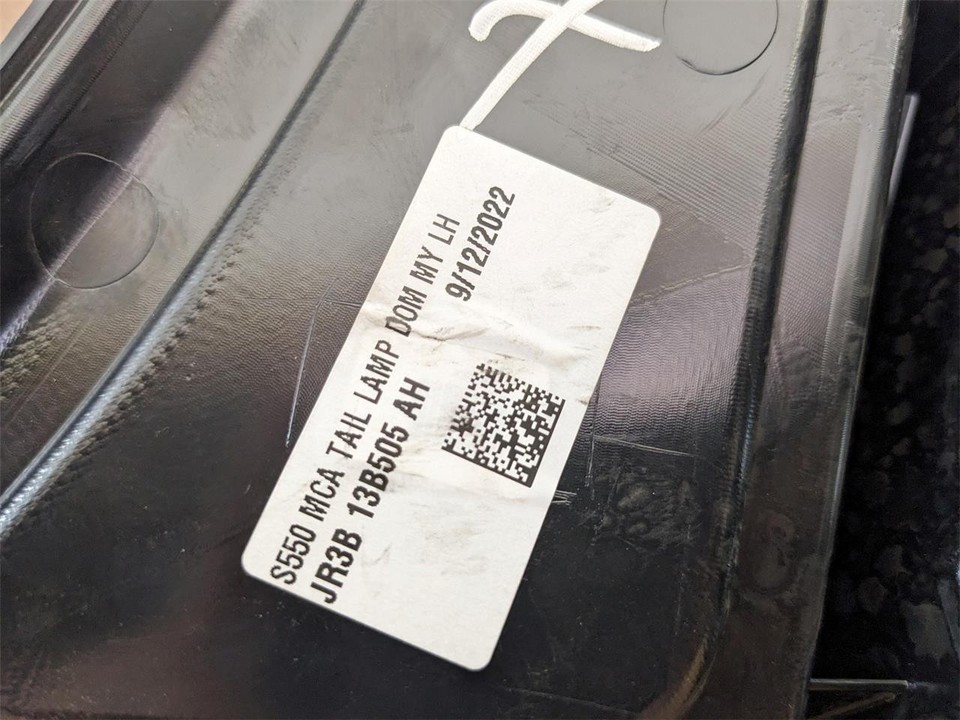 S550 MCA TAIL LAMP DOM MY LH
JR3B 13B505 AH
9/12/2022